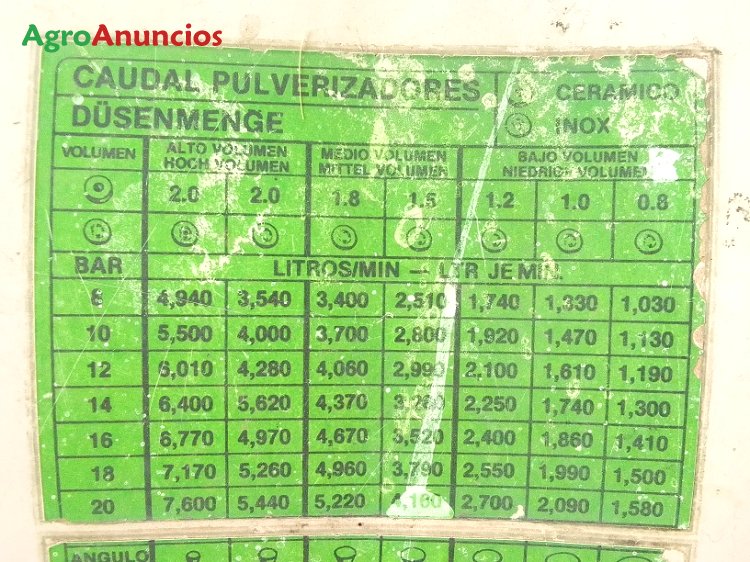 AgroAnuncios
CAUDAL PULVERIZADORES
DÜSENMENGE
CERAMICO
INOX
VOLUMEN
ALTO VOLUMEN
HOCH VOLUMEN
MEDIO VOLUMEN
MITTEL VOLUMEN
BAJO VOLUMEN
NIEDRICH VOLUMEN
2.0 2.0 1.8 1.5 1.2 1.0 0.8
BAR LITROS/MIN — LTR JE MIN.
8 4,940 3,540 3,400 2,510 1,740 1,330 1,030
10 5,500 4,000 3,700 2,800 1,920 1,470 1,130
12 6,010 4,280 4,060 2,990 2,100 1,610 1,190
14 6,400 5,620 4,370 3,260 2,250 1,740 1,300
16 6,770 4,970 4,670 3,520 2,400 1,860 1,410
18 7,170 5,260 4,960 3,790 2,550 1,990 1,500
20 7,600 5,440 5,220 4,160 2,700 2,090 1,580
ANGULO